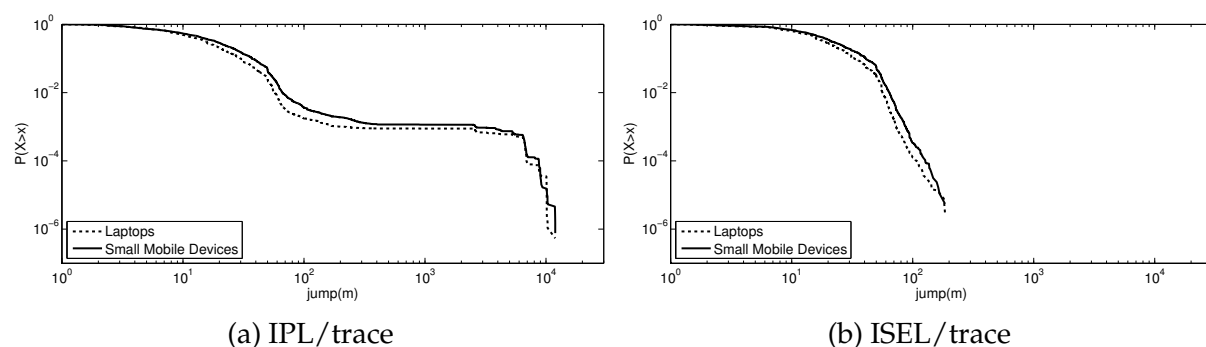 10^0
10^-2
10^-4
10^-6
P(X>x)
Laptops
Small Mobile Devices
10^0 10^1 10^2 10^3 10^4
jump(m)
(a) IPL/trace
10^0
10^-2
10^-4
10^-6
P(X>x)
Laptops
Small Mobile Devices
10^0 10^1 10^2 10^3 10^4
jump(m)
(b) ISEL/trace